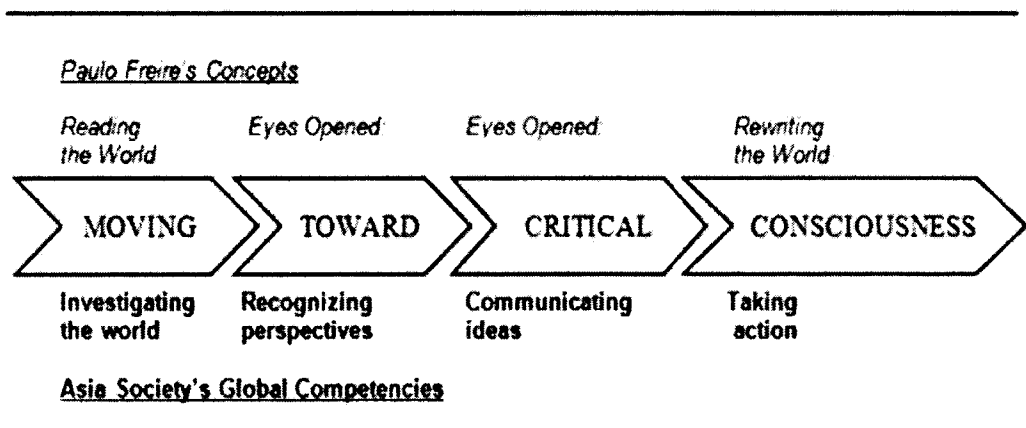 Paulo Freire's Concepts
Reading Eyes Opened Eyes Opened Rewriting
the World the World
MOVING TOWARD CRITICAL CONSCIOUSNESS
Investigating Recognizing Communicating Taking
the world perspectives ideas action
Asia Society's Global Competencies